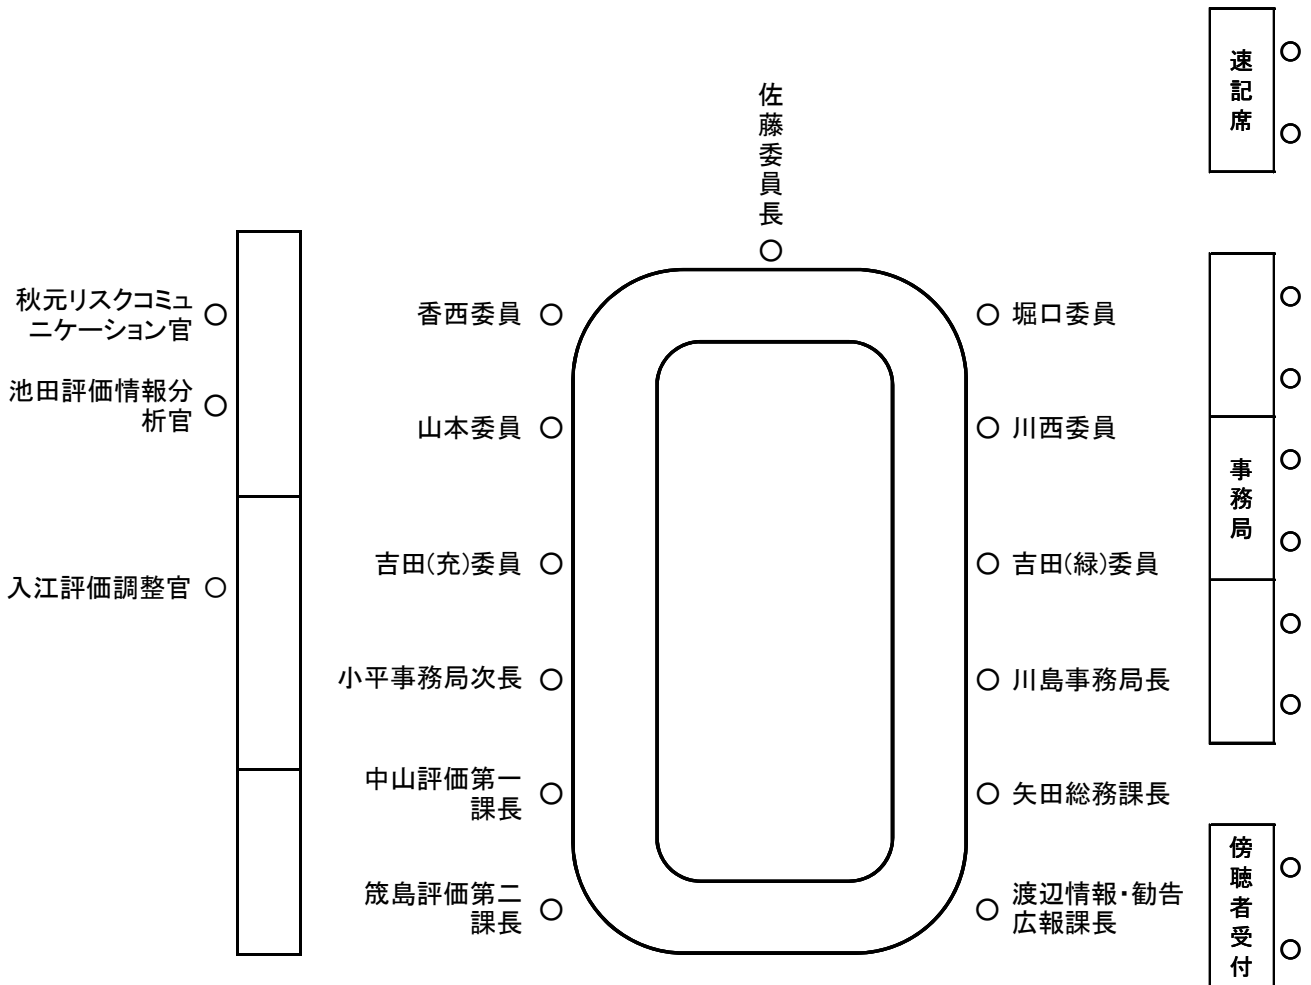 速記席
佐藤委員長
秋元リスクコミュ
ニケーション官
池田評価情報分
析官
入江評価調整官
香西委員
山本委員
吉田(充)委員
小平事務局次長
中山評価第一
課長
筬島評価第二
課長
堀口委員
川西委員
吉田(緑)委員
川島事務局長
矢田総務課長
渡辺情報・勧告
広報課長
事務局
傍聴者受付